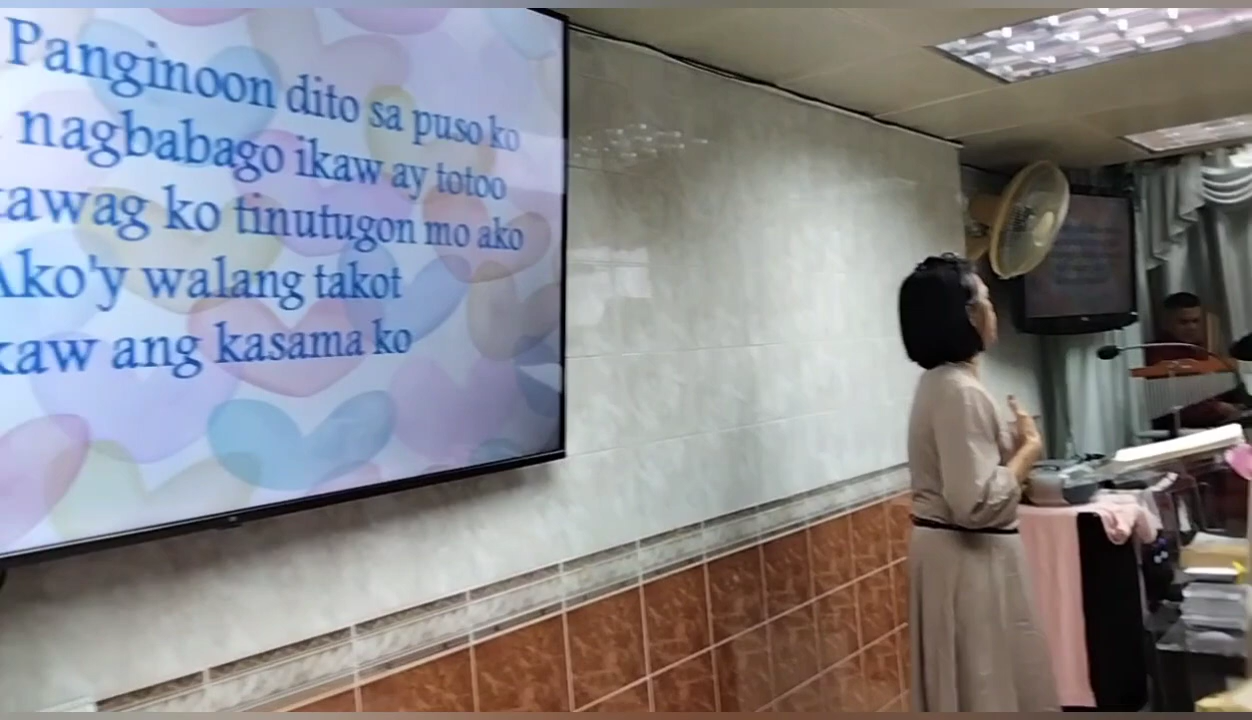 Panginoon dito sa puso ko
nagbabago ikaw ay totoo
tawag ko tinutugon mo ako
Ako'y walang takot
kaw ang kasama ko